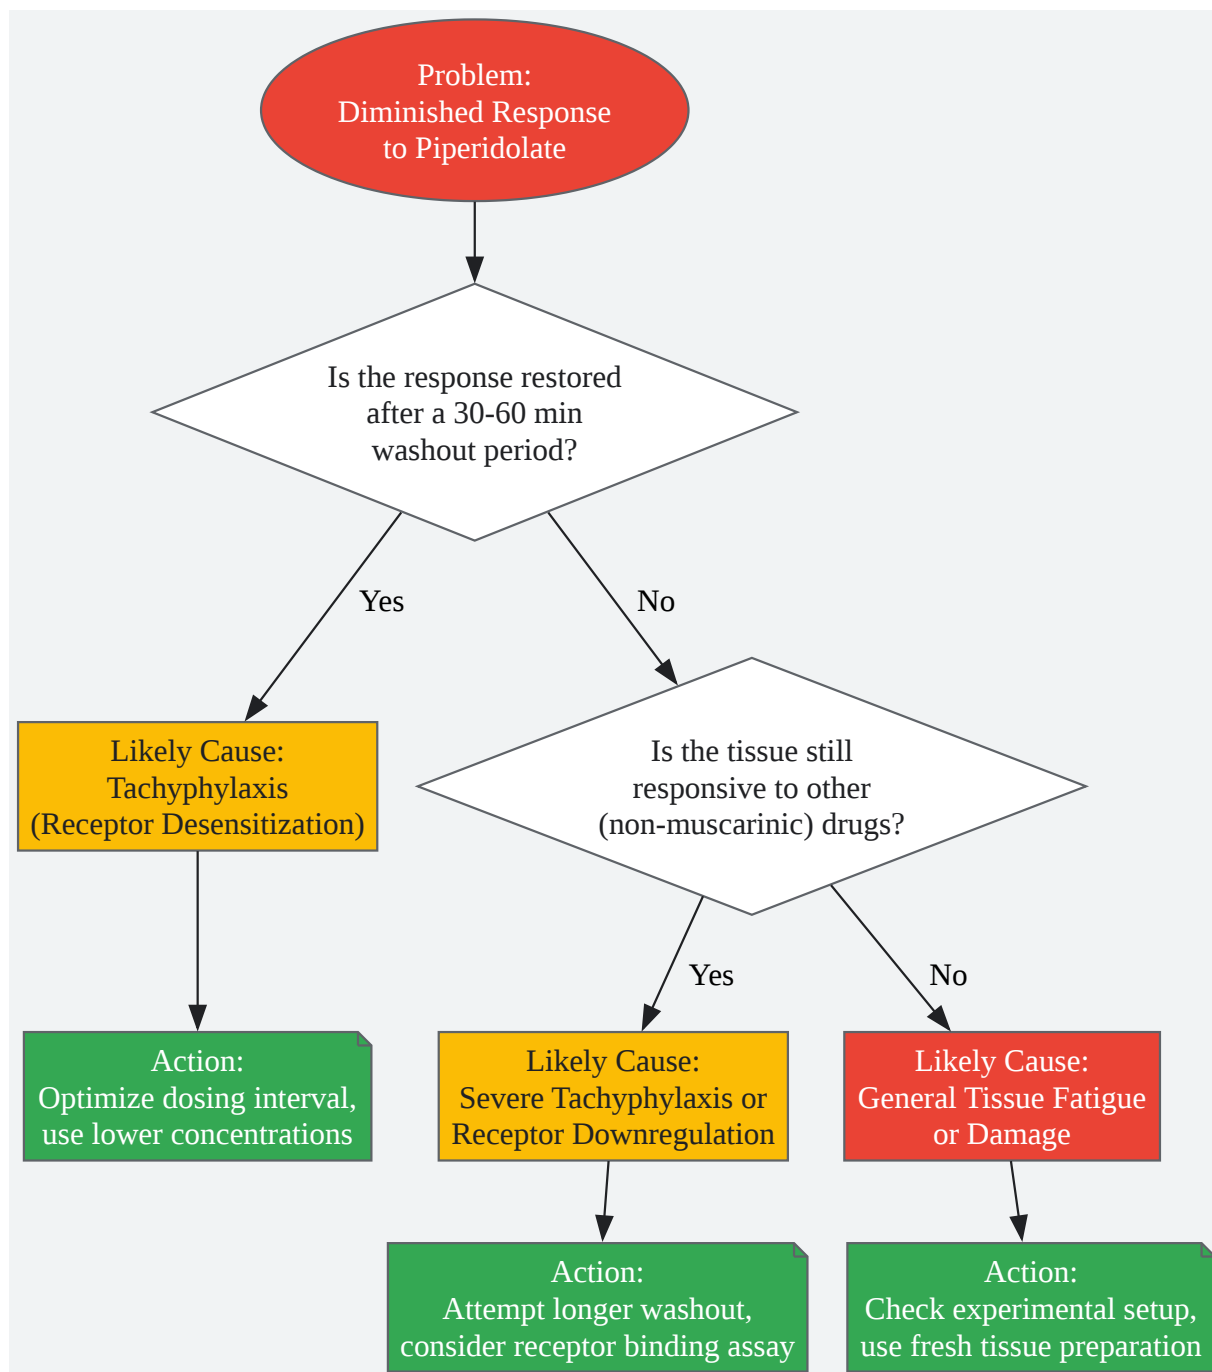 Problem:
Diminished Response
to Piperidolate
Is the response restored
after a 30-60 min
washout period?
Yes
No
Likely Cause:
Tachyphylaxis
(Receptor Desensitization)
Is the tissue still
responsive to other
(non-muscarinic) drugs?
Yes
No
Action:
Optimize dosing interval,
use lower concentrations
Likely Cause:
Severe Tachyphylaxis or
Receptor Downregulation
Likely Cause:
General Tissue Fatigue
or Damage
Action:
Attempt longer washout,
consider receptor binding assay
Action:
Check experimental setup,
use fresh tissue preparation